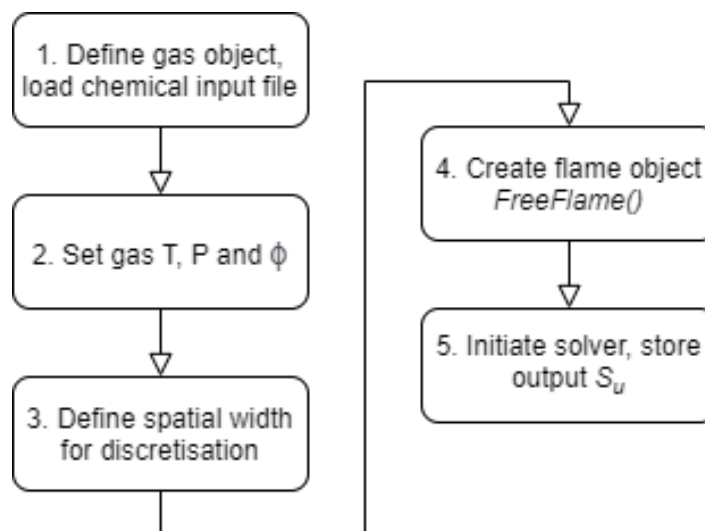 1. Define gas object,
load chemical input file
2. Set gas T, P and ϕ
3. Define spatial width
for discretisation
4. Create flame object
FreeFlame()
5. Initiate solver, store
output Su